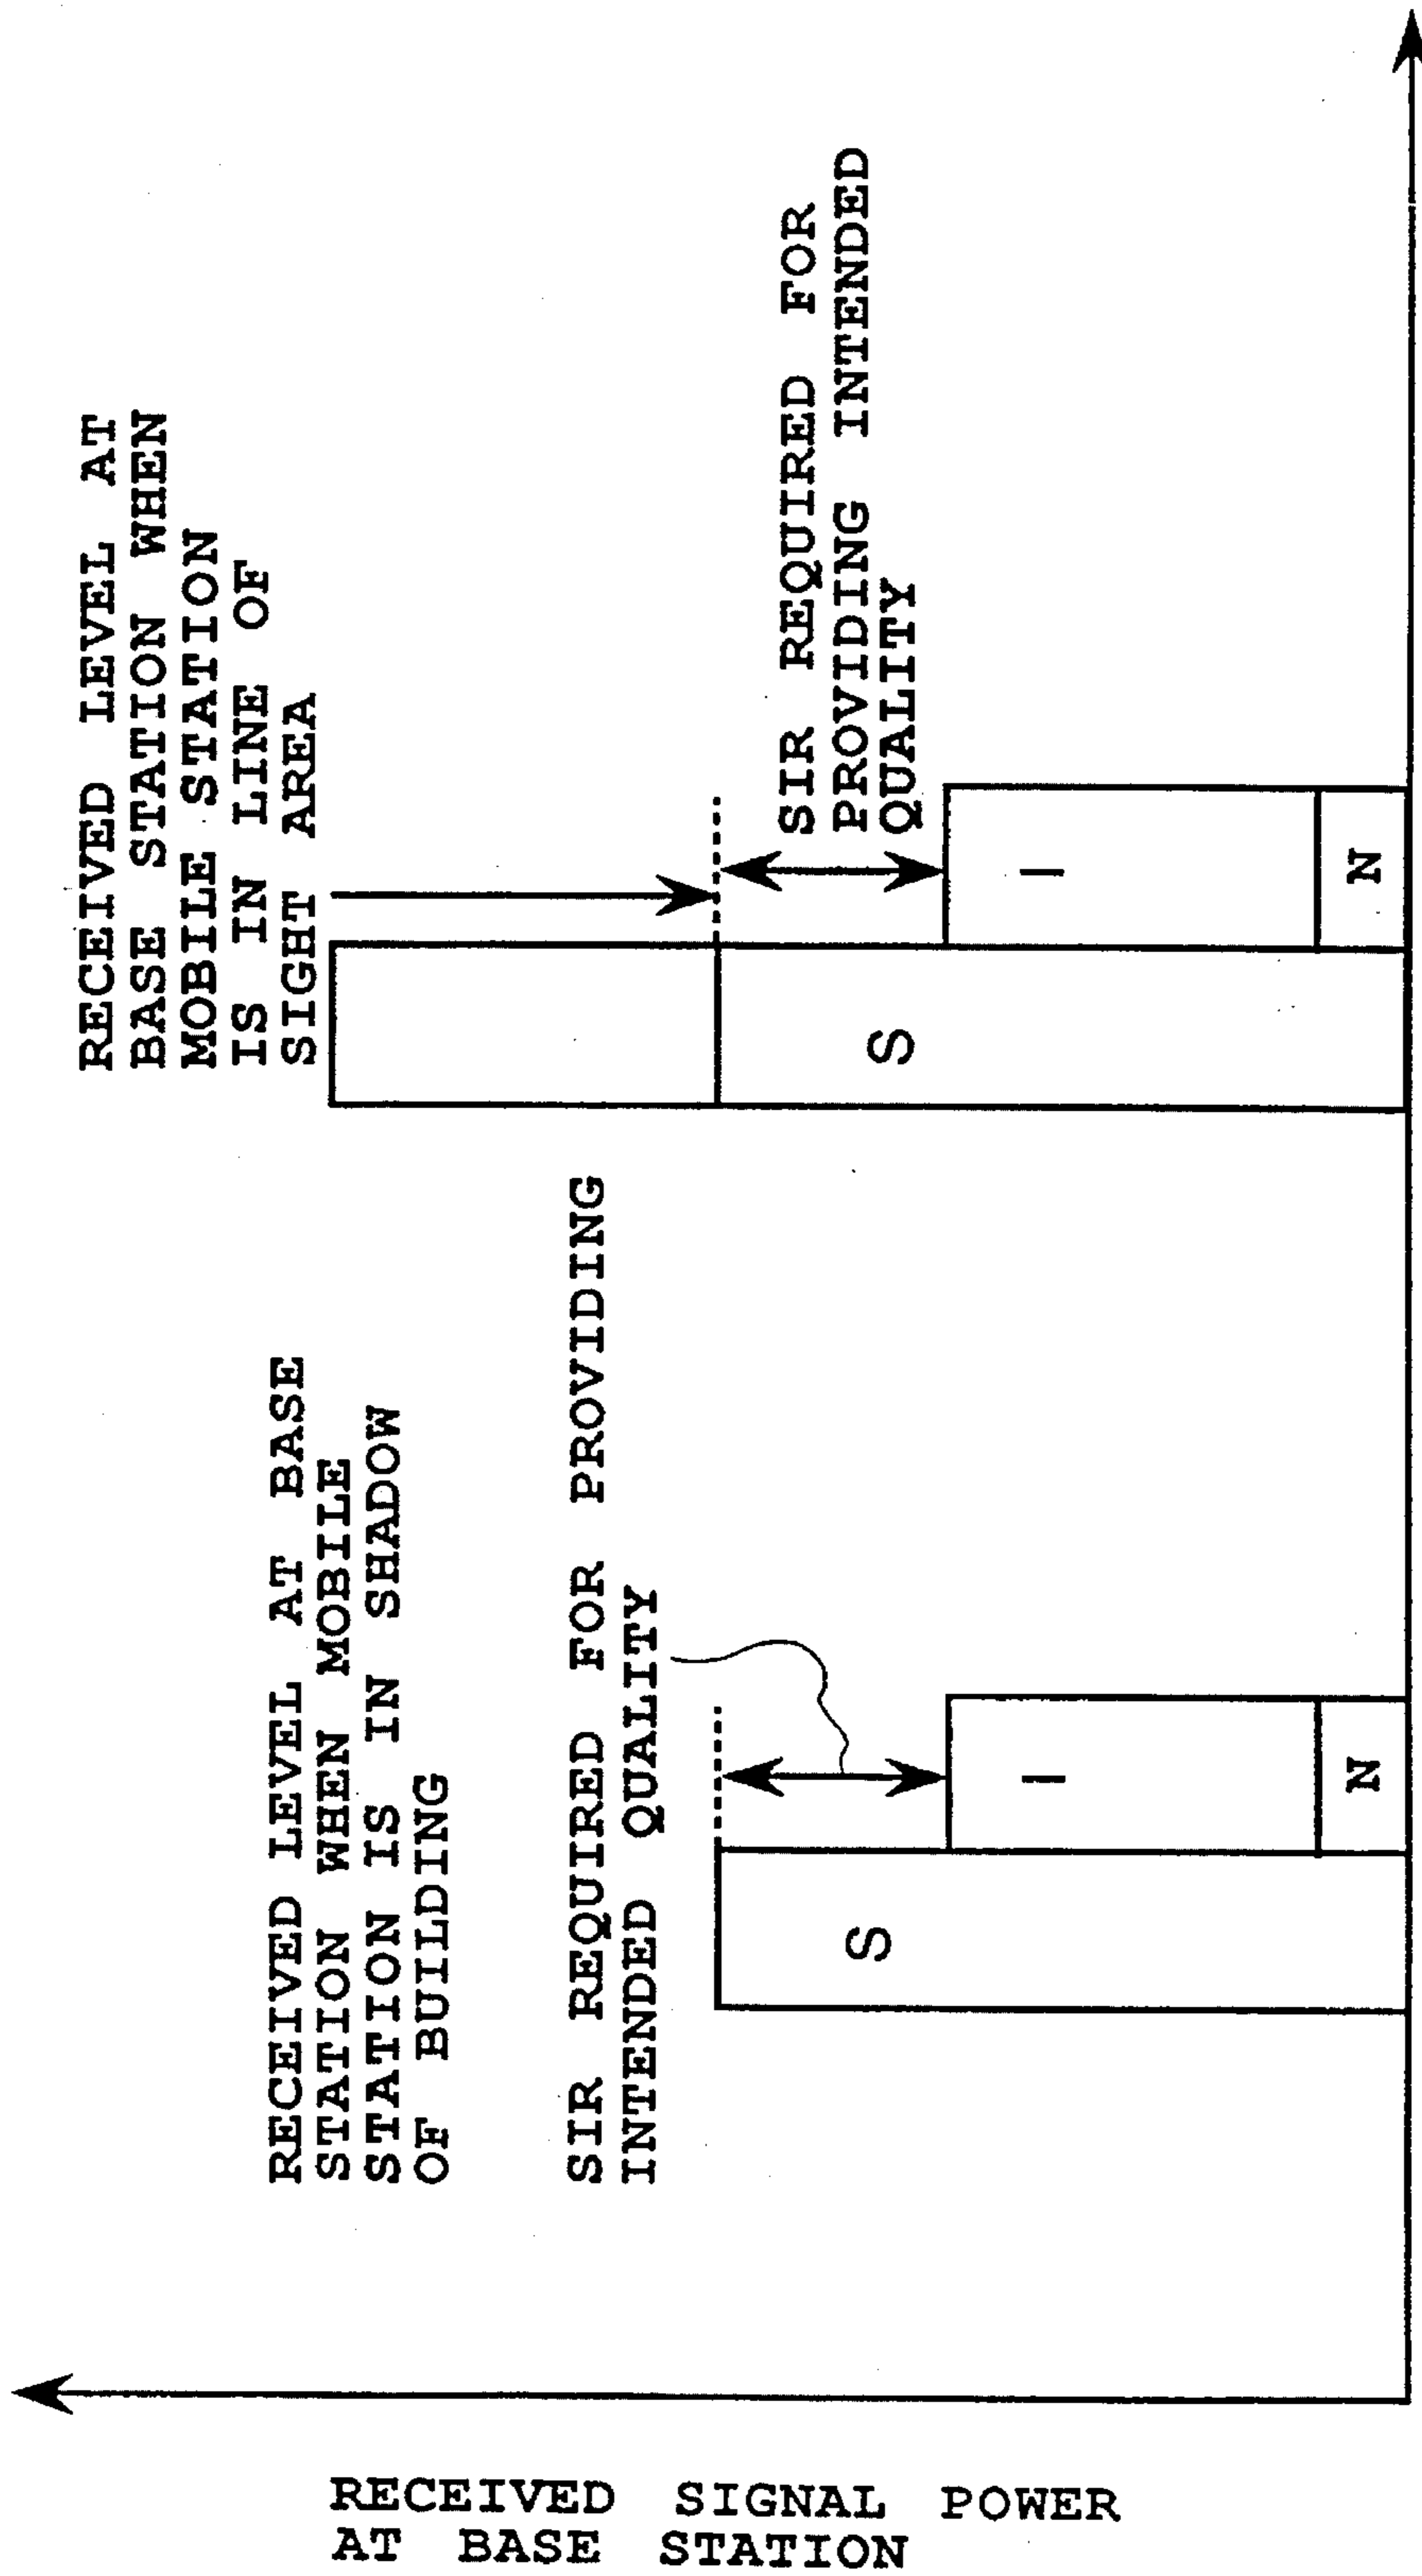 RECEIVED SIGNAL POWER
AT BASE STATION
RECEIVED LEVEL AT BASE
STATION WHEN MOBILE
STATION IS IN SHADOW
OF BUILDING
SIR REQUIRED FOR PROVIDING
INTENDED QUALITY
S
I
N
RECEIVED LEVEL AT
BASE STATION WHEN
MOBILE STATION
IS IN LINE OF
SIGHT AREA
SIR REQUIRED FOR
PROVIDING INTENDED
QUALITY
S
I
N